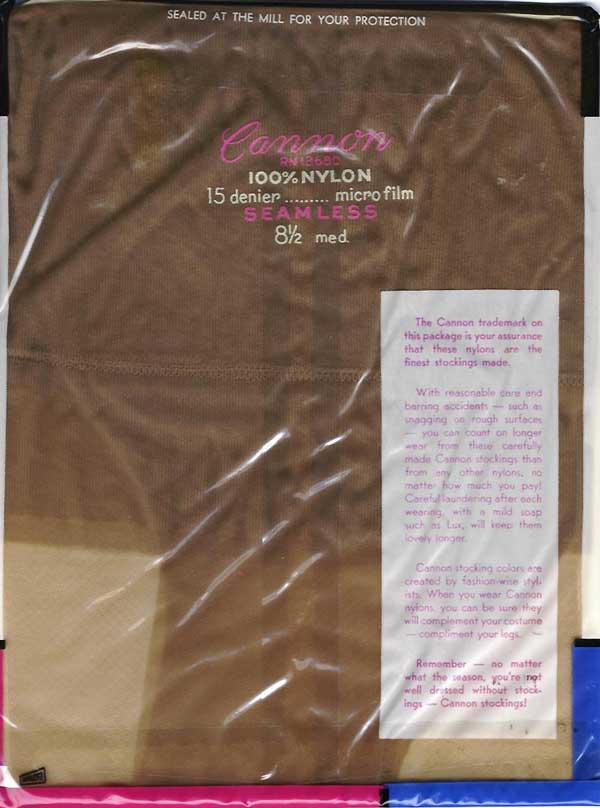 SEALED AT THE MILL FOR YOUR PROTECTION
Cannon
RN 13680
100% NYLON
15 denier ......... micro film
SEAMLESS
8½ med.
The Cannon trademark on
this package is your assurance
that these nylons are the
finest stockings made.
With reasonable care and
barring accidents — such as
snagging on rough surfaces
— you can count on longer
wear from these carefully
made Cannon stockings than
from any other nylons, no
matter how much you pay!
Careful laundering after each
wearing, with a mild soap
such as Lux, will keep them
lovely longer.
Cannon stocking colors are
created by fashion-wise styl-
ists. When you wear Cannon
nylons, you can be sure they
will complement your costume
— compliment your legs. —
Remember — no matter
what the season, you're not
well dressed without stock-
ings — Cannon stockings!